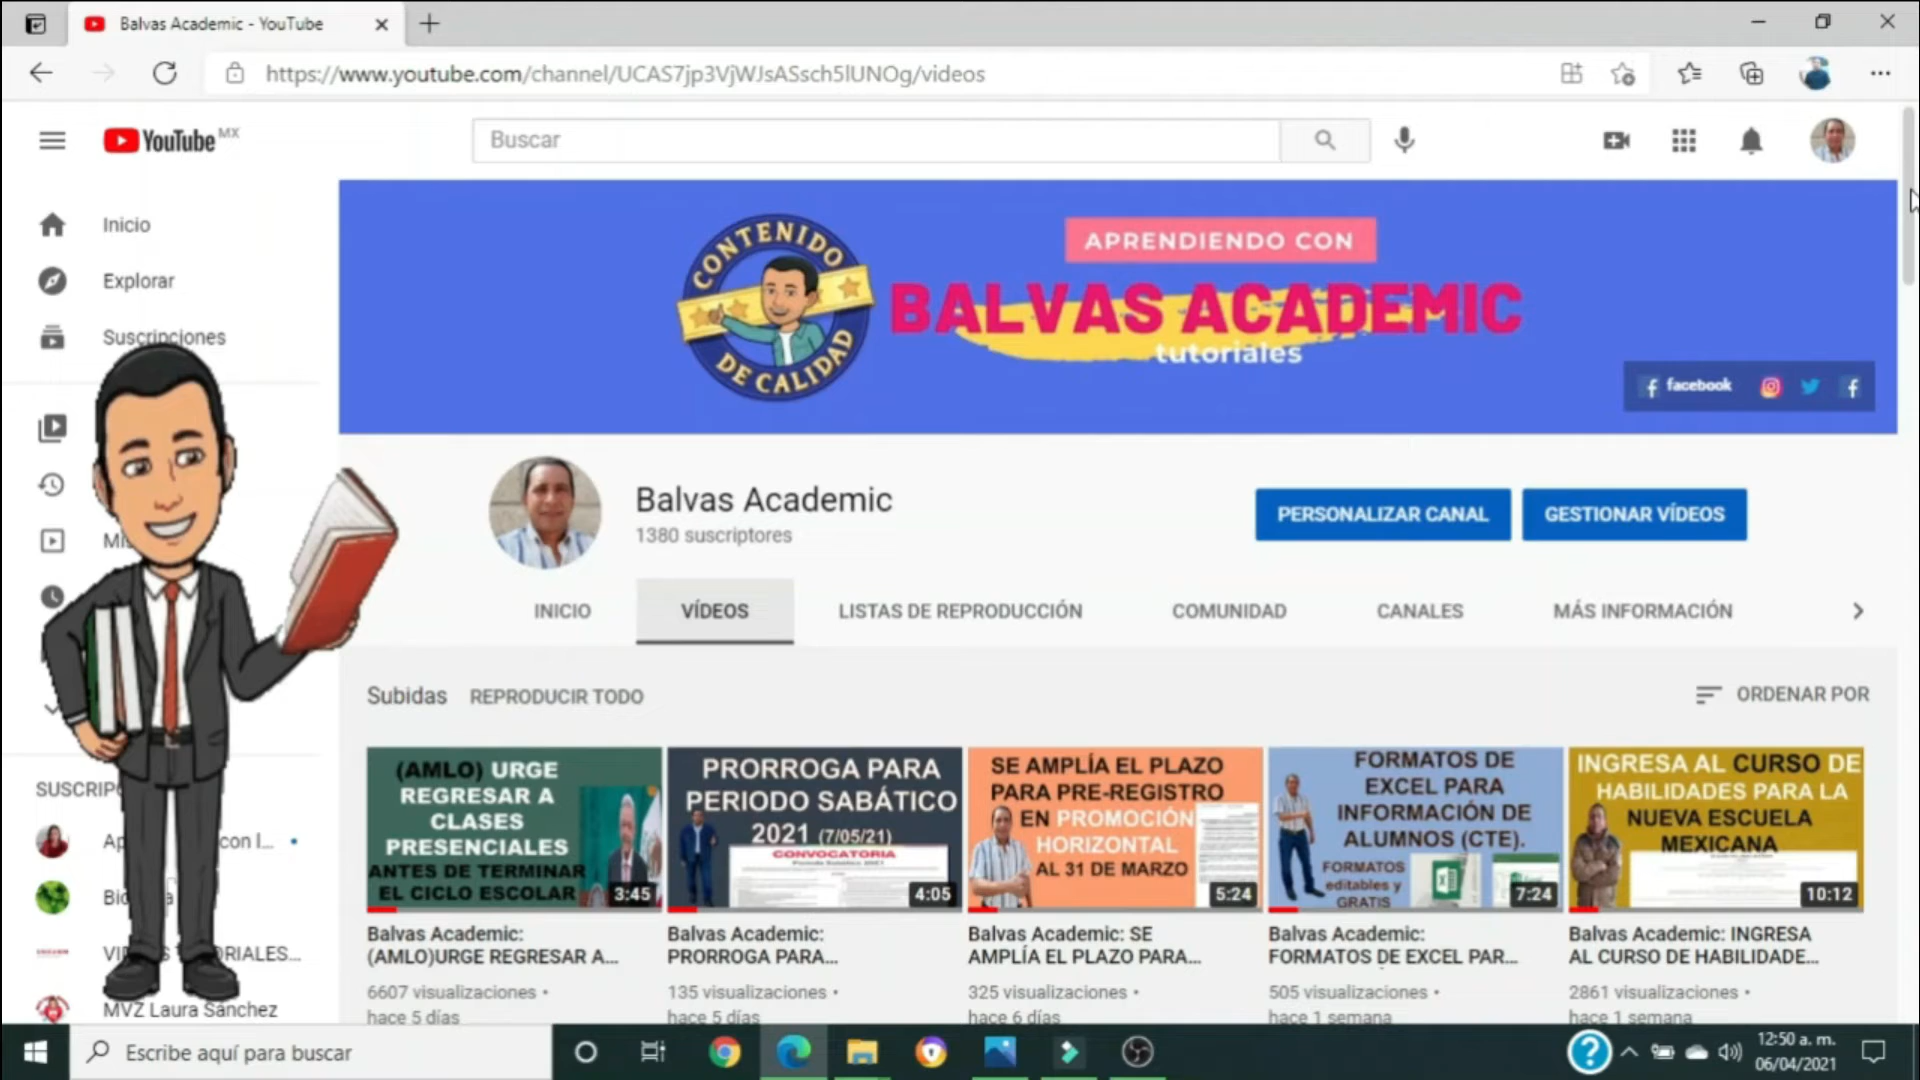 Balvas Academic - YouTube
https://www.youtube.com/channel/UCAS7jp3VjWJsASsch5lUNOg/videos
YouTube MX
Buscar
Inicio
Explorar
Suscripciones
CONTENIDO
DE CALIDAD
APRENDIENDO CON
BALVAS ACADEMIC
tutoriales
facebook
Balvas Academic
1380 suscriptores
PERSONALIZAR CANAL
GESTIONAR VÍDEOS
INICIO
VÍDEOS
LISTAS DE REPRODUCCIÓN
COMUNIDAD
CANALES
MÁS INFORMACIÓN
Subidas
REPRODUCIR TODO
ORDENAR POR
(AMLO) URGE
REGRESAR A
CLASES
PRESENCIALES
ANTES DE TERMINAR
EL CICLO ESCOLAR
3:45
PRORROGA PARA
PERIODO SABÁTICO
2021 (7/05/21)
CONVOCATORIA
4:05
SE AMPLÍA EL PLAZO
PARA PRE-REGISTRO
EN PROMOCIÓN
HORIZONTAL
AL 31 DE MARZO
5:24
FORMATOS DE
EXCEL PARA
INFORMACIÓN DE
ALUMNOS (CTE).
FORMATOS
editables y
GRATIS
7:24
INGRESA AL CURSO DE
HABILIDADES PARA LA
NUEVA ESCUELA
MEXICANA
10:12
Balvas Academic:
(AMLO)URGE REGRESAR A...
6607 visualizaciones •
hace 5 días
Balvas Academic:
PRORROGA PARA...
135 visualizaciones •
hace 5 días
Balvas Academic: SE
AMPLÍA EL PLAZO PARA...
325 visualizaciones •
hace 6 días
Balvas Academic:
FORMATOS DE EXCEL PAR...
505 visualizaciones •
hace 1 semana
Balvas Academic: INGRESA
AL CURSO DE HABILIDADE...
2861 visualizaciones •
hace 1 semana
SUSCRIP
con l...
MVZ Laura Sánchez
Escribe aquí para buscar
12:50 a. m.
06/04/2021